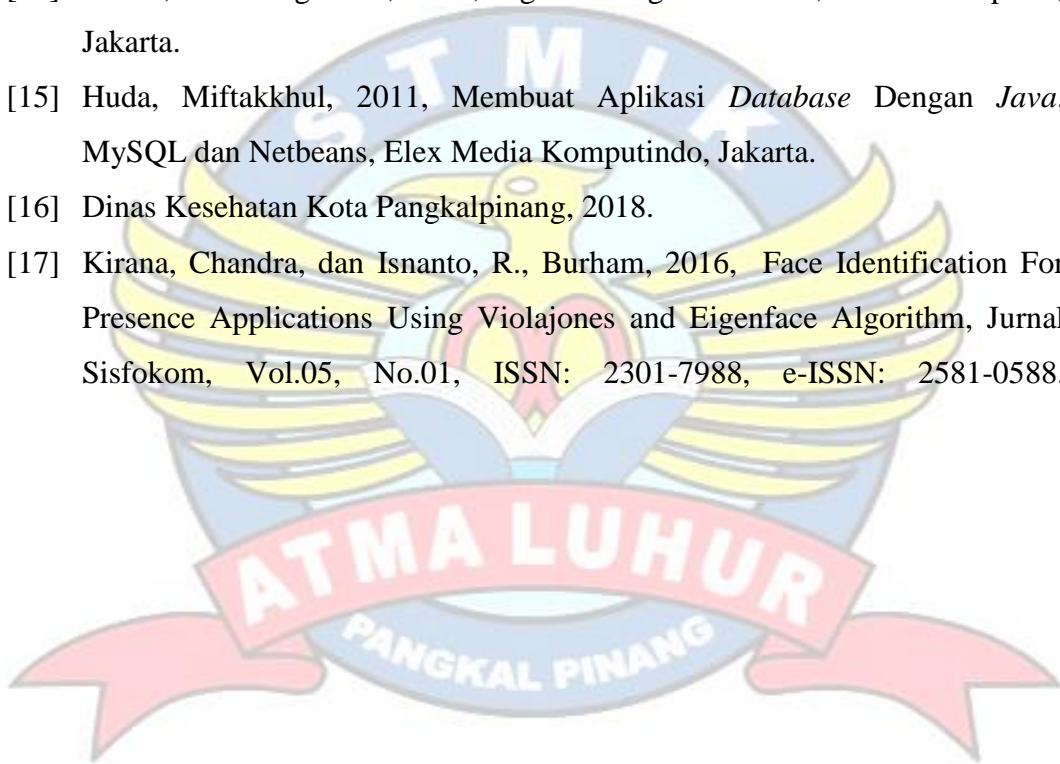 Jakarta.
[15] Huda, Miftakkhul, 2011, Membuat Aplikasi Database Dengan Java.
MySQL dan Netbeans, Elex Media Komputindo, Jakarta.
[16] Dinas Kesehatan Kota Pangkalpinang, 2018.
[17] Kirana, Chandra, dan Isnanto, R., Burham, 2016, Face Identification For
Presence Applications Using Violajones and Eigenface Algorithm, Jurnal
Sisfokom, Vol.05, No.01, ISSN: 2301-7988, e-ISSN: 2581-0588.
STMIK
ATMA LUHUR
PANGKAL PINANG